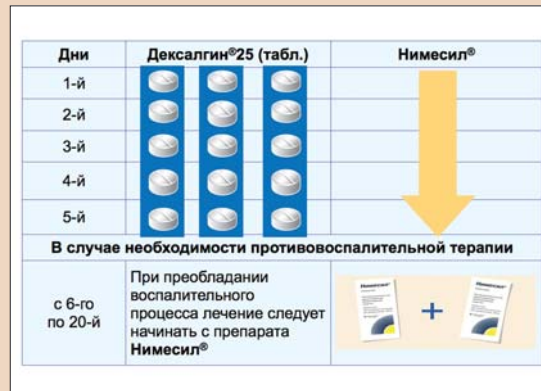 Дни Дексалгин®25 (табл.) Нимесил®
1-й
2-й
3-й
4-й
5-й
В случае необходимости противовоспалительной терапии
с 6-го
по 20-й
При преобладании
воспалительного
процесса лечение следует
начинать с препарата
Нимесил®
Нимесил® + Нимесил®